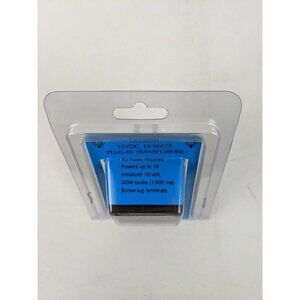 12VDC, 10 WATT
PLUG-IN TRANSFORMER
• No fuses required
• Powers up to 16
miniature 12-volt
GOW bulbs (1,000 ma)
• Screw-lug terminals